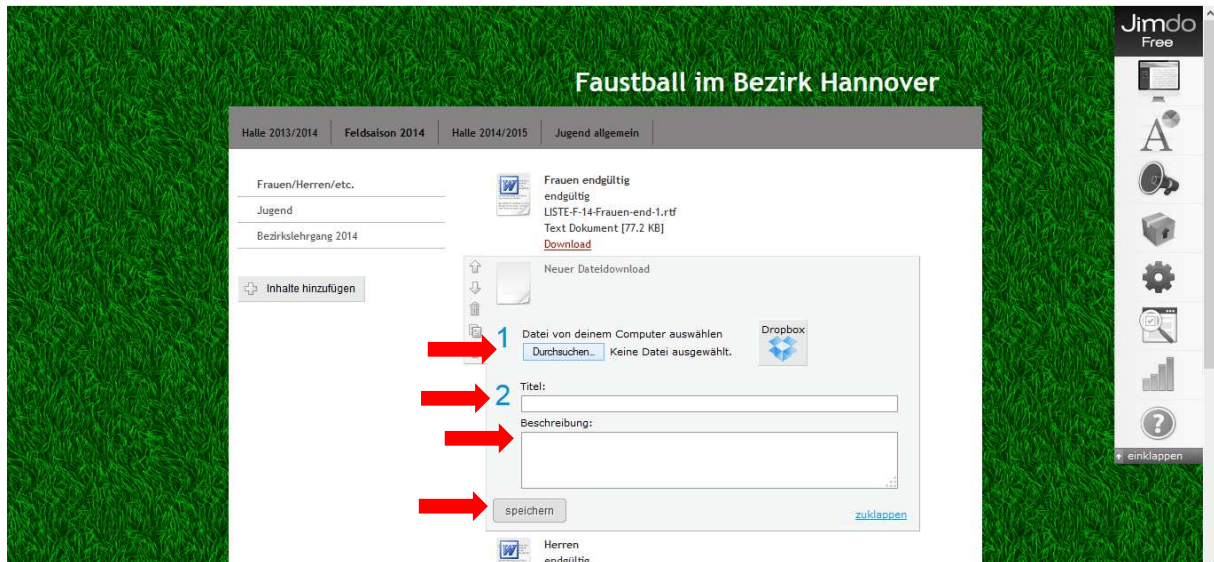 Jimdo
Free
Faustball im Bezirk Hannover
Halle 2013/2014 Feldsaison 2014 Halle 2014/2015 Jugend allgemein
Frauen/Herren/etc.
Jugend
Bezirkslehrgang 2014
Inhalte hinzufügen
Frauen endgültig
endgültig
LISTE-F-14-Frauen-end-1.rtf
Text Dokument [77.2 KB]
Download
Neuer Dateidownload
1 Datei von deinem Computer auswählen
Durchsuchen... Keine Datei ausgewählt.
Dropbox
2 Titel:
Beschreibung:
speichern
zuklappen
Herren
endgültig
einklappen